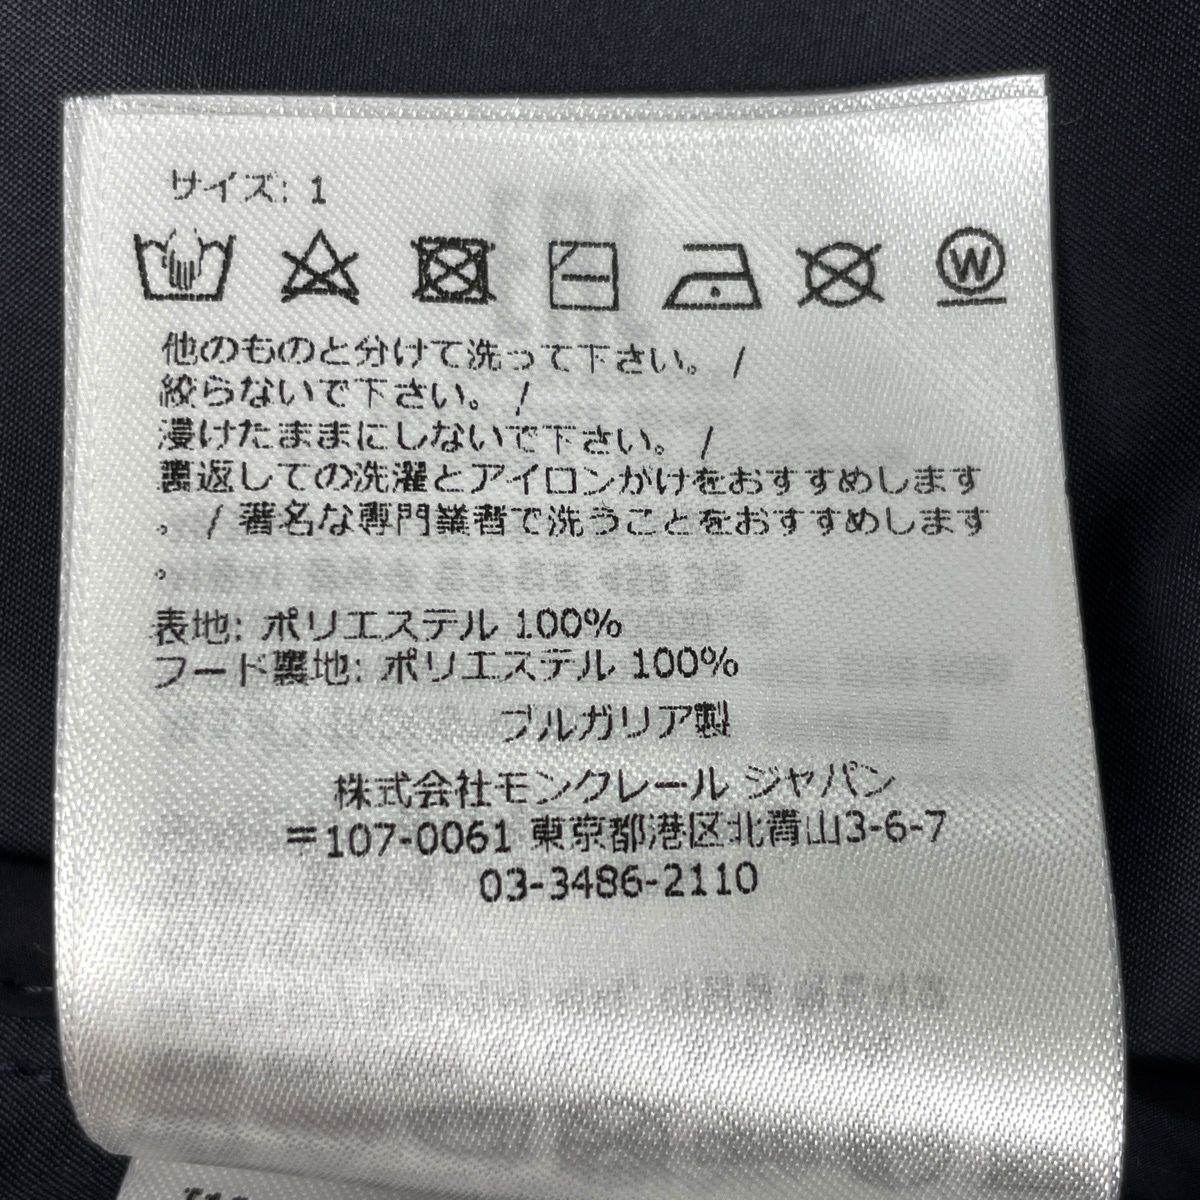 サイズ: 1
W
他のものと分けて洗って下さい。 /
絞らないで下さい。 /
浸けたままにしないで下さい。 /
裏返しての洗濯とアイロンがけをおすすめします
。 / 著名な専門業者で洗うことをおすすめします
。
表地: ポリエステル 100%
フード裏地: ポリエステル 100%
ブルガリア製
株式会社モンクレール ジャパン
〒107-0061 東京都港区北青山3-6-7
03-3486-2110